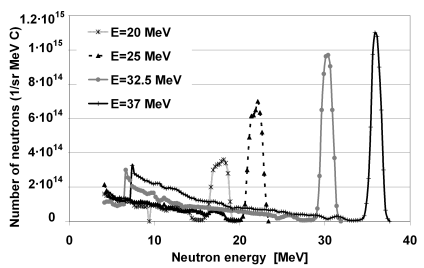 1.2·10¹⁵
1·10¹⁵
8·10¹⁴
6·10¹⁴
4·10¹⁴
2·10¹⁴
0
Number of neutrons (1/sr MeV C)
E=20 MeV
E=25 MeV
E=32.5 MeV
E=37 MeV
0 10 20 30 40
Neutron energy [MeV]